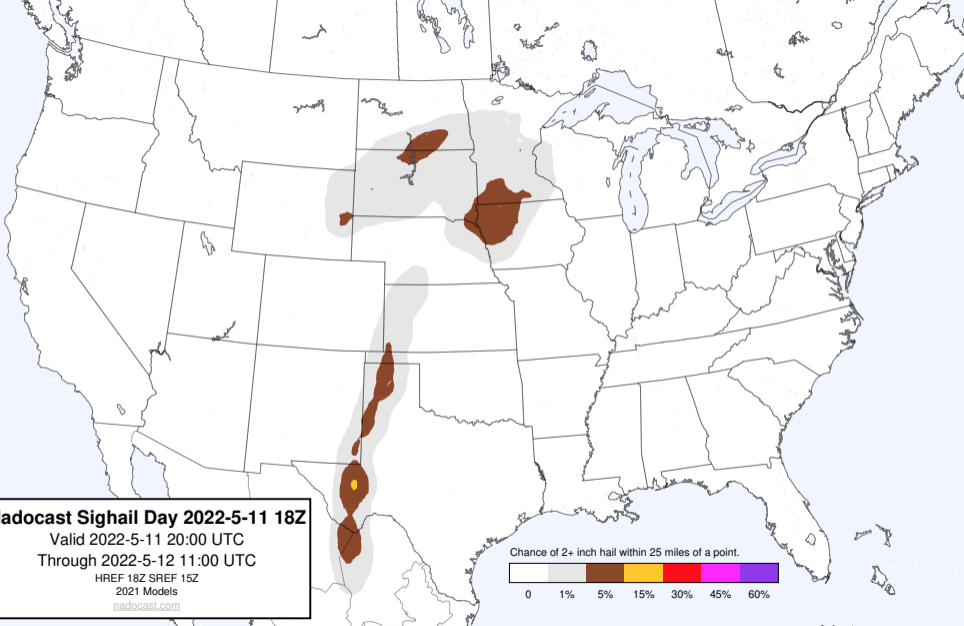 adocast Sighail Day 2022-5-11 18Z
Valid 2022-5-11 20:00 UTC
Through 2022-5-12 11:00 UTC
HREF 18Z SREF 15Z
2021 Models
nadocast.com
Chance of 2+ inch hail within 25 miles of a point.
0 1% 5% 15% 30% 45% 60%